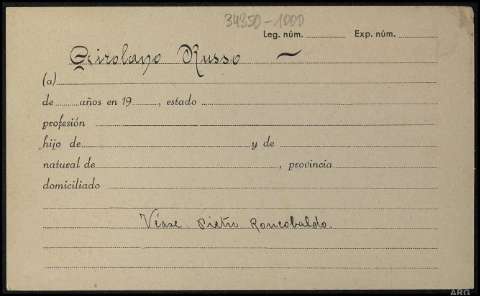 34350-1000
Leg. núm. Exp. núm.
Girolamo Russo
(a)
de años en 19, estado
profesión
hijo de y de
natural de, provincia
domiciliado
Véase Pietro Roncobaldo.
ARG